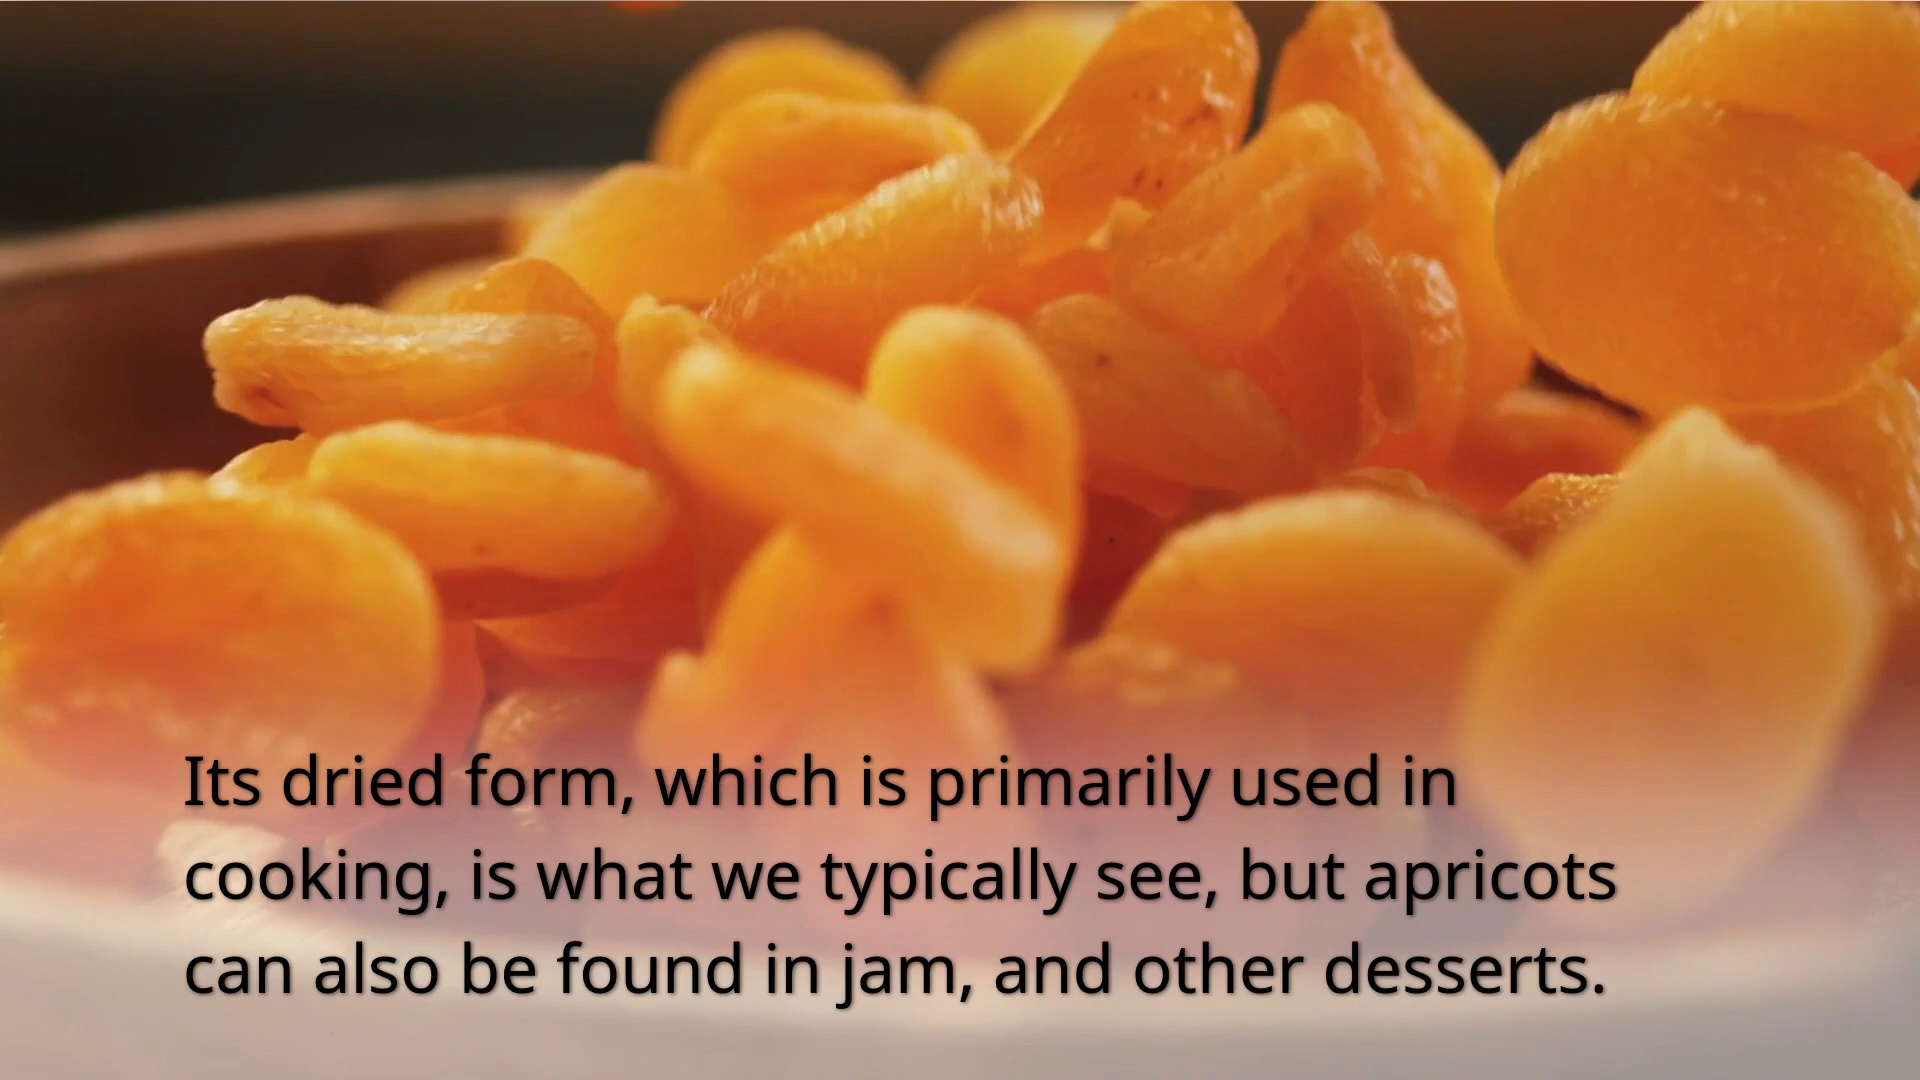 Its dried form, which is primarily used in
cooking, is what we typically see, but apricots
can also be found in jam, and other desserts.